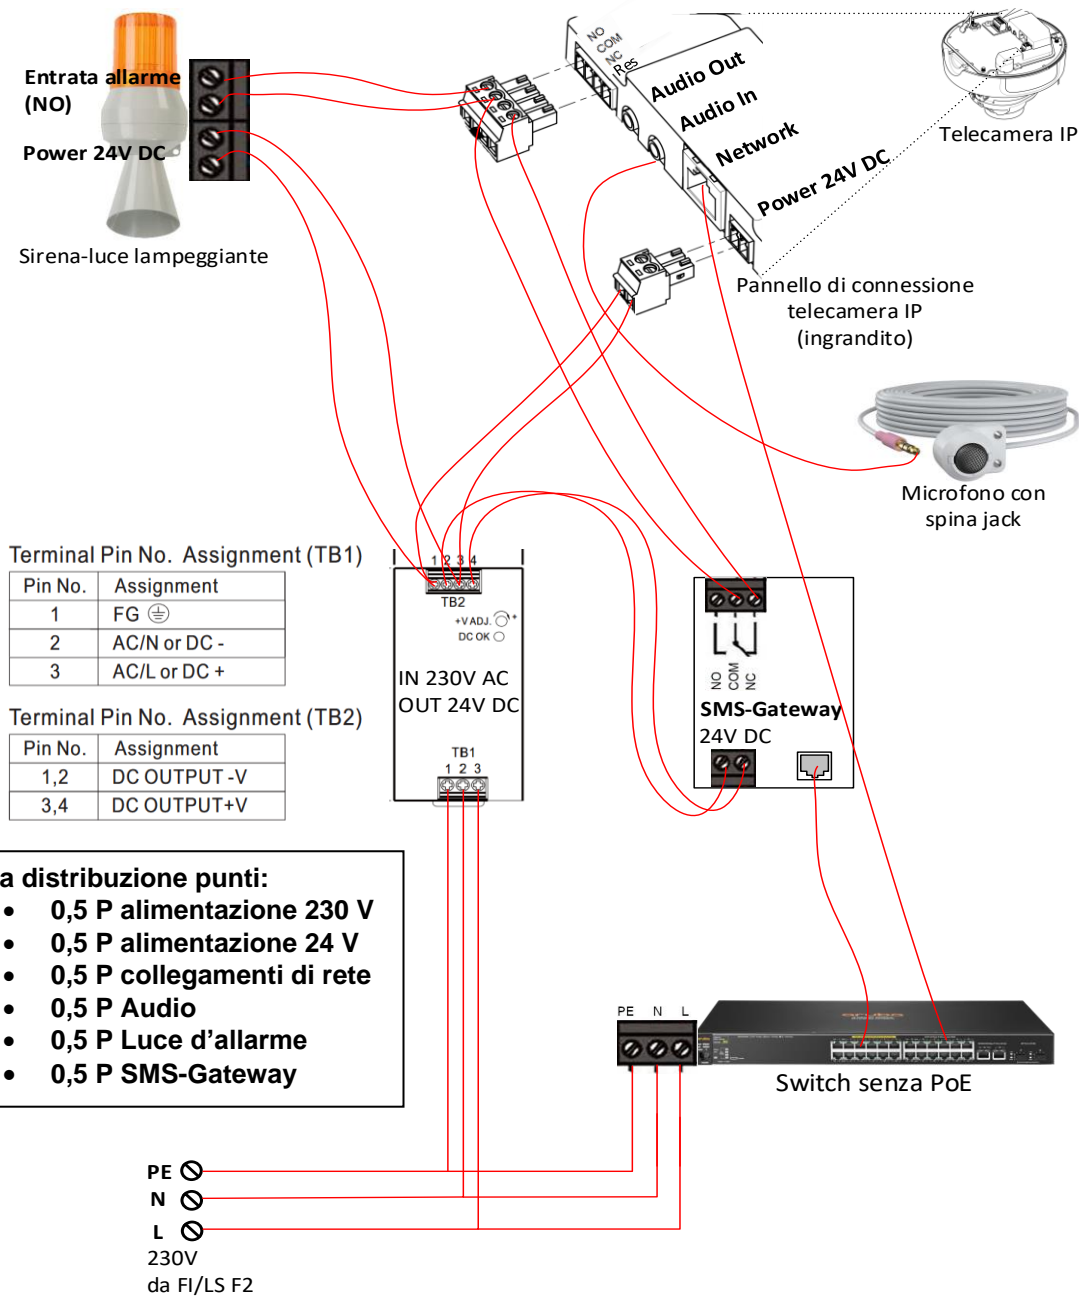 Entrata allarme
(NO)
Power 24V DC
Sirena-luce lampeggiante
NO
COM
NC
Res
Audio Out
Audio In
Network
Power 24V DC
Telecamera IP
Pannello di connessione
telecamera IP
(ingrandito)
Microfono con
spina jack
Terminal Pin No. Assignment (TB1)
Pin No. Assignment
1 FG
2 AC/N or DC -
3 AC/L or DC +
Terminal Pin No. Assignment (TB2)
Pin No. Assignment
1,2 DC OUTPUT -V
3,4 DC OUTPUT+V
1 2 3 4
TB2
+V ADJ. +
DC OK
IN 230V AC
OUT 24V DC
TB1
1 2 3
NO
COM
NC
SMS-Gateway
24V DC
a distribuzione punti:
• 0,5 P alimentazione 230 V
• 0,5 P alimentazione 24 V
• 0,5 P collegamenti di rete
• 0,5 P Audio
• 0,5 P Luce d'allarme
• 0,5 P SMS-Gateway
PE N L
aruba
Switch senza PoE
PE
N
L
230V
da FI/LS F2